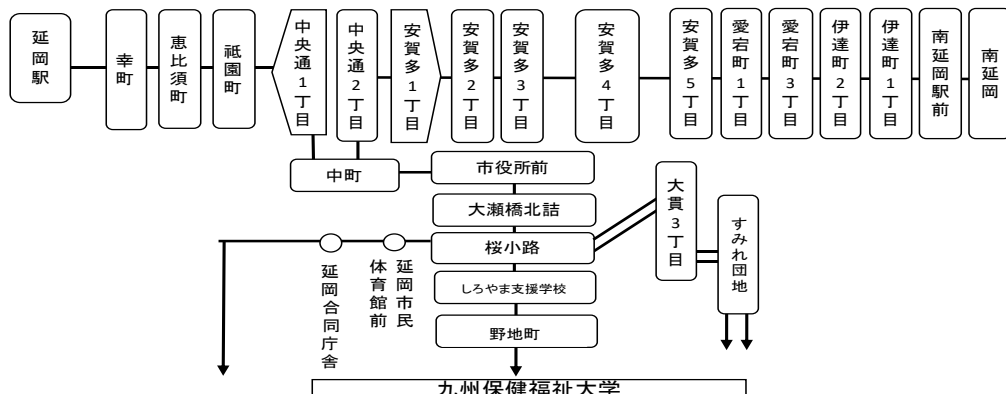 延岡駅
幸町
恵比須町
祗園町
中央通1丁目
中央通2丁目
安賀多1丁目
安賀多2丁目
安賀多3丁目
安賀多4丁目
安賀多5丁目
愛宕町1丁目
愛宕町3丁目
伊達町2丁目
伊達町1丁目
南延岡駅前
南延岡
中町
市役所前
大瀬橋北詰
桜小路
しろやま支援学校
野地町
大貫3丁目
すみれ団地
延岡市民
体育館前
延岡合同庁舎
九州保健福祉大学